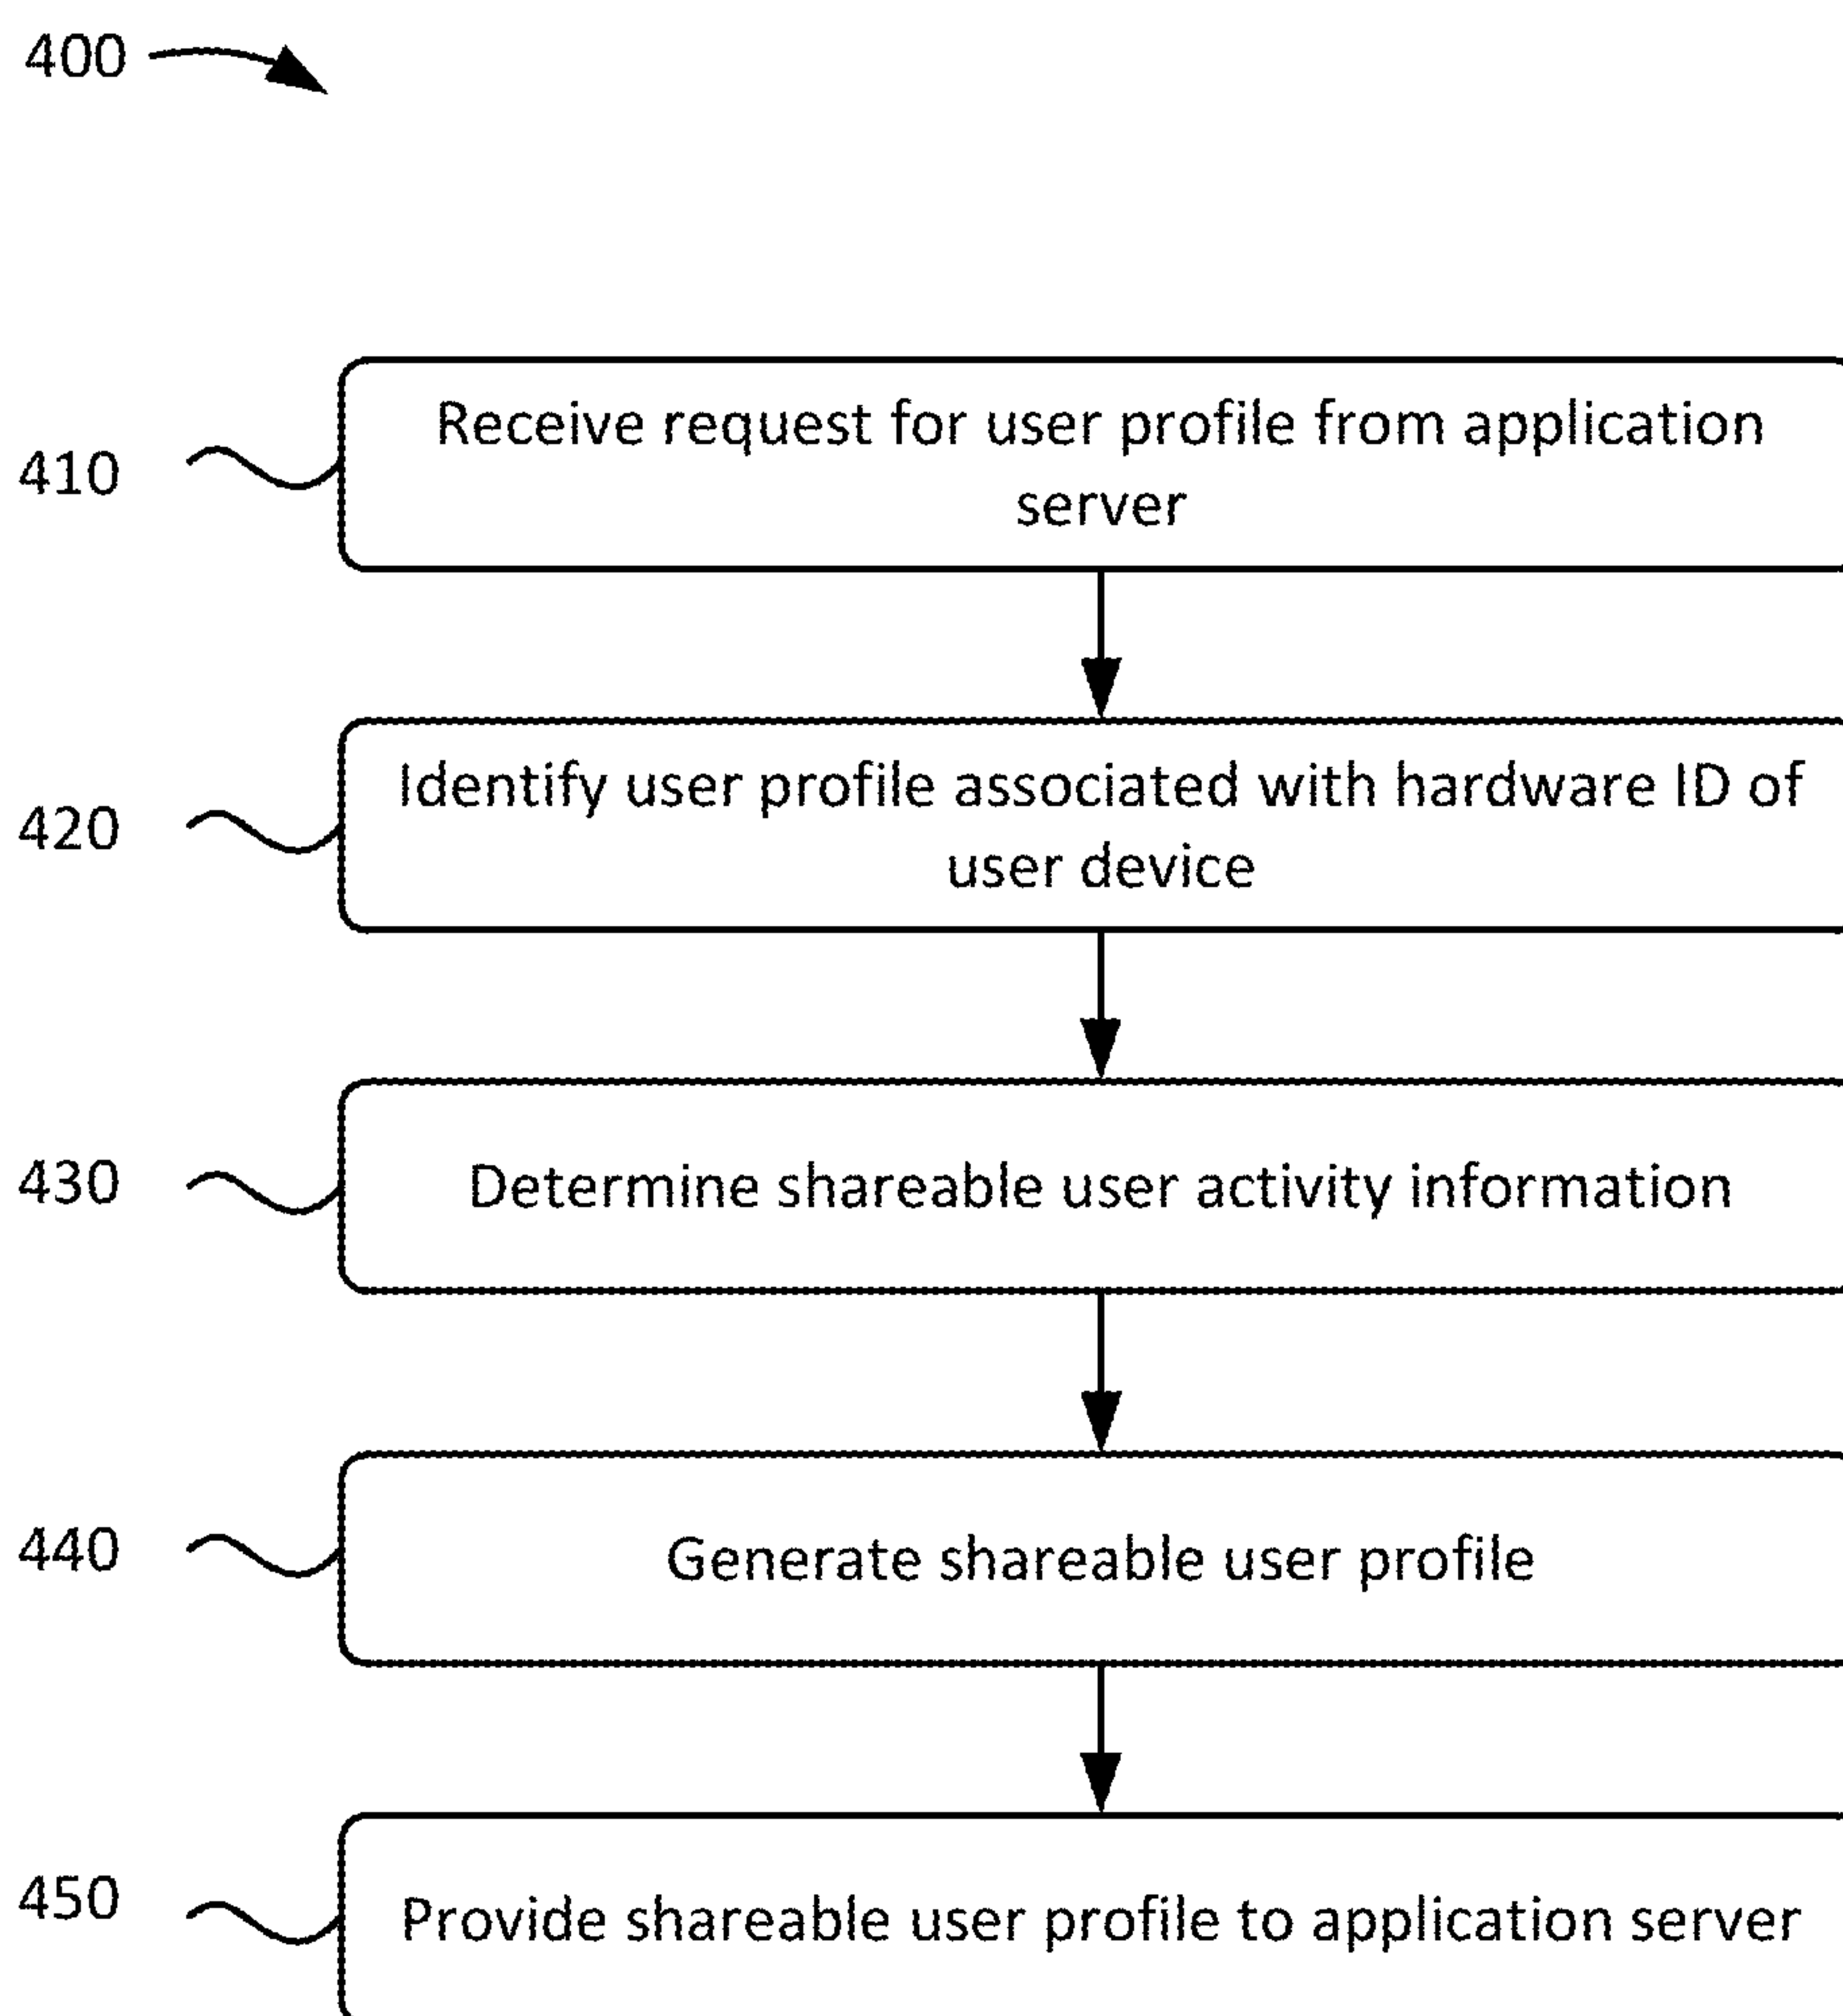 400
410
Receive request for user profile from application
server
420
Identify user profile associated with hardware ID of
user device
430
Determine shareable user activity information
440
Generate shareable user profile
450
Provide shareable user profile to application server